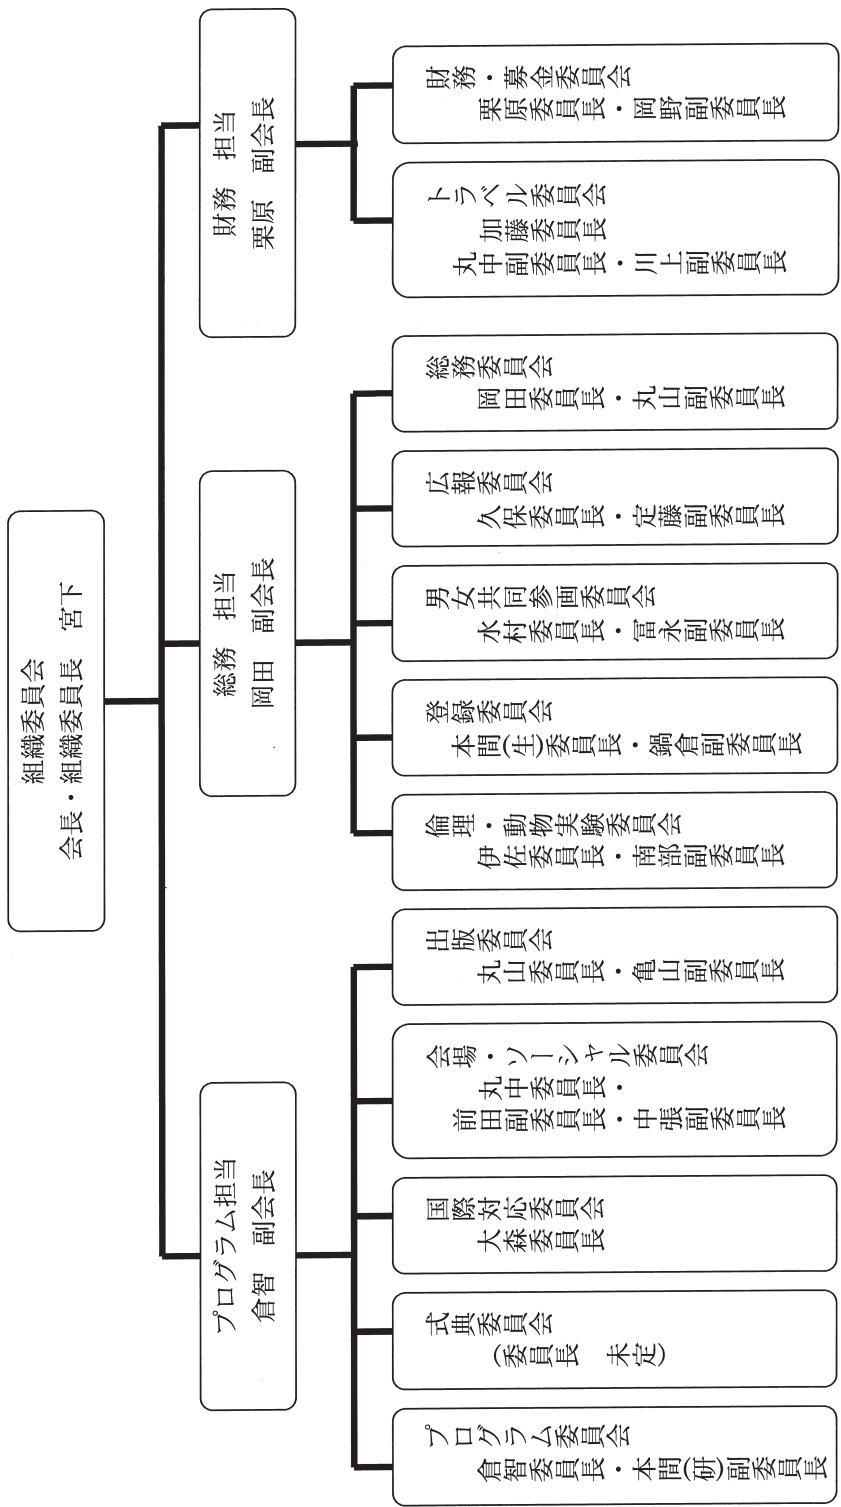 組織委員会
会長・組織委員長　宮下
プログラム担当
倉智　副会長
総務　担当
岡田　副会長
財務　担当
栗原　副会長
プログラム委員会
倉智委員長・本間(研)副委員長
式典委員会
(委員長　未定)
国際対応委員会
大森委員長
会場・ソーシャル委員会
丸中委員長・
前田副委員長・中張副委員長
出版委員会
丸山委員長・亀山副委員長
倫理・動物実験委員会
伊佐委員長・南部副委員長
登録委員会
本間(生)委員長・鍋倉副委員長
男女共同参画委員会
水村委員長・冨永副委員長
広報委員会
久保委員長・定藤副委員長
総務委員会
岡田委員長・丸山副委員長
トラベル委員会
加藤委員長
丸中副委員長・川上副委員長
財務・募金委員会
栗原委員長・岡野副委員長